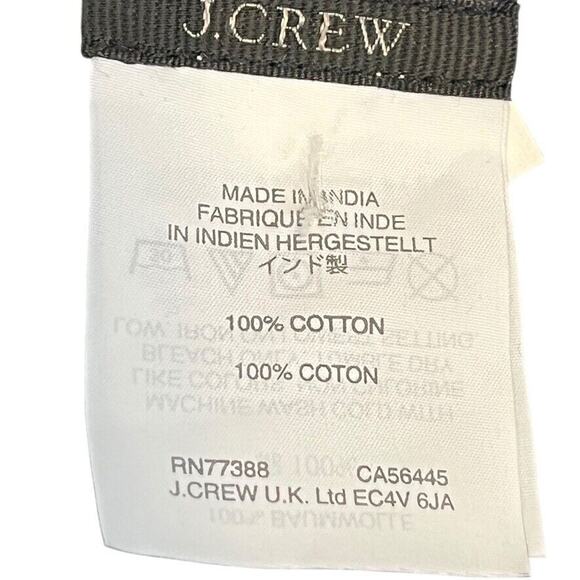 J.CREW
MADE IN INDIA
FABRIQUE EN INDE
IN INDIEN HERGESTELLT
インド製
100% COTTON
100% COTON
RN77388 CA56445
J.CREW U.K. Ltd EC4V 6JA